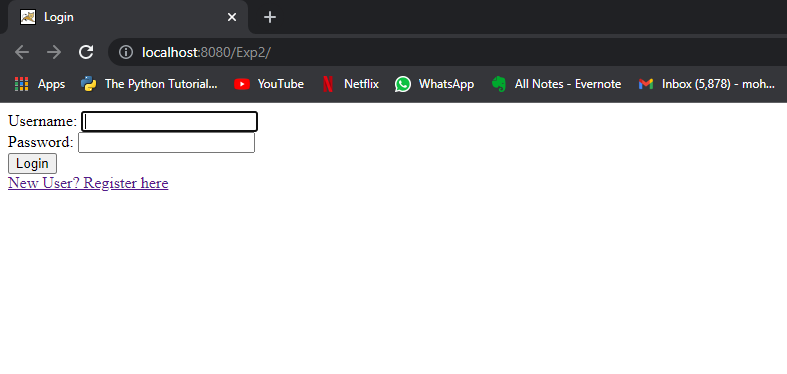 Login
localhost:8080/Exp2/
Apps The Python Tutorial... YouTube Netflix WhatsApp All Notes - Evernote Inbox (5,878) - moh...
Username:
Password:
Login
New User? Register here